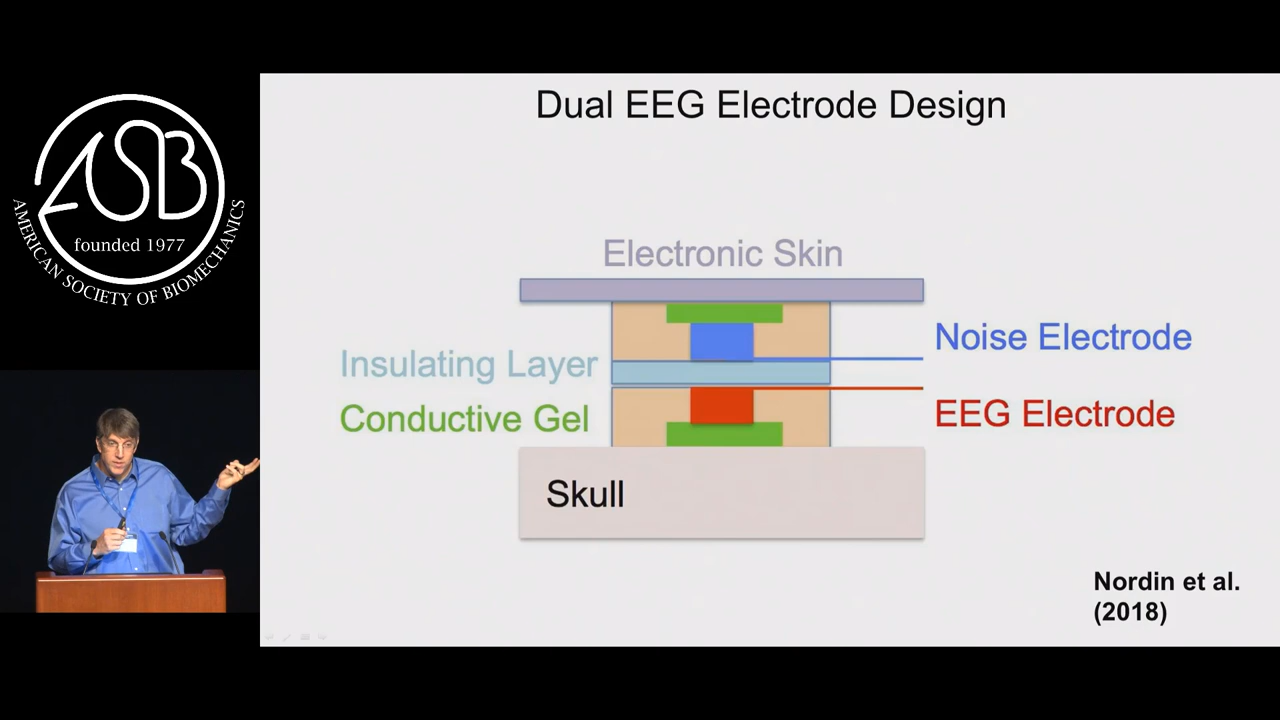 ASB
founded 1977
AMERICAN SOCIETY OF BIOMECHANICS
Dual EEG Electrode Design
Electronic Skin
Noise Electrode
Insulating Layer
Conductive Gel
EEG Electrode
Skull
Nordin et al.
(2018)